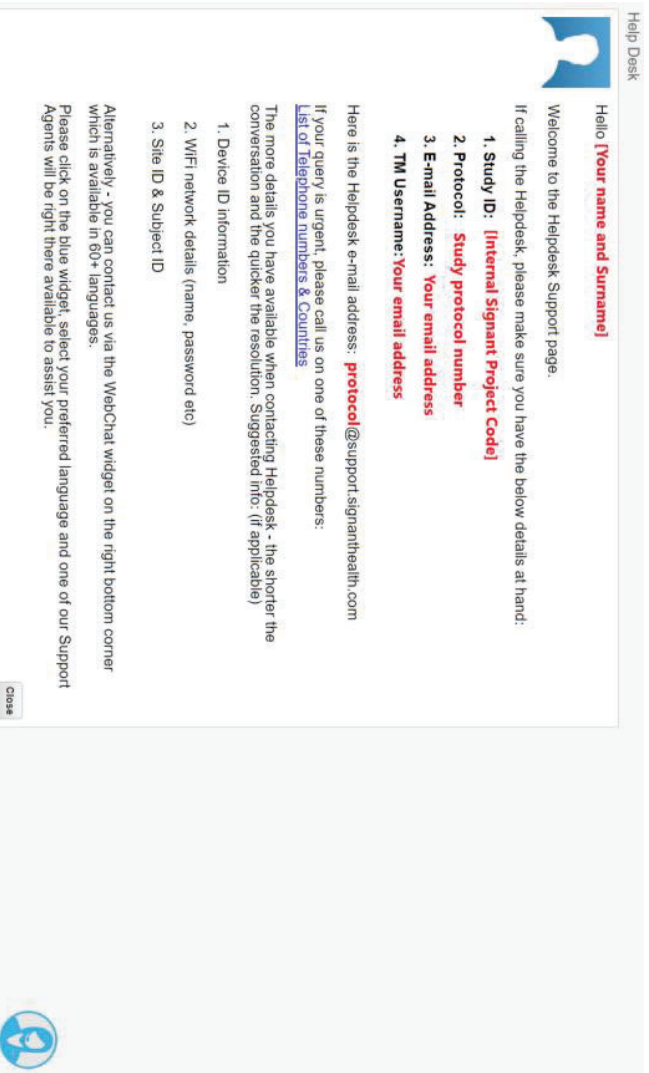 Help Desk
Hello [Your name and Surname]
Welcome to the Helpdesk Support page.
If calling the Helpdesk, please make sure you have the below details at hand:
1. Study ID: [Internal Signant Project Code]
2. Protocol: Study protocol number
3. E-mail Address: Your email address
4. TM Username:Your email address
Here is the Helpdesk e-mail address: protocol@support.signanthealth.com
If your query is urgent, please call us on one of these numbers:
List of Telephone numbers & Countries
The more details you have available when contacting Helpdesk - the shorter the
conversation and the quicker the resolution. Suggested info: (if applicable)
1. Device ID information
2. WiFi network details (name, password etc)
3. Site ID & Subject ID
Alternatively - you can contact us via the WebChat widget on the right bottom corner
which is available in 60+ languages.
Please click on the blue widget, select your preferred language and one of our Support
Agents will be right there available to assist you.
Close